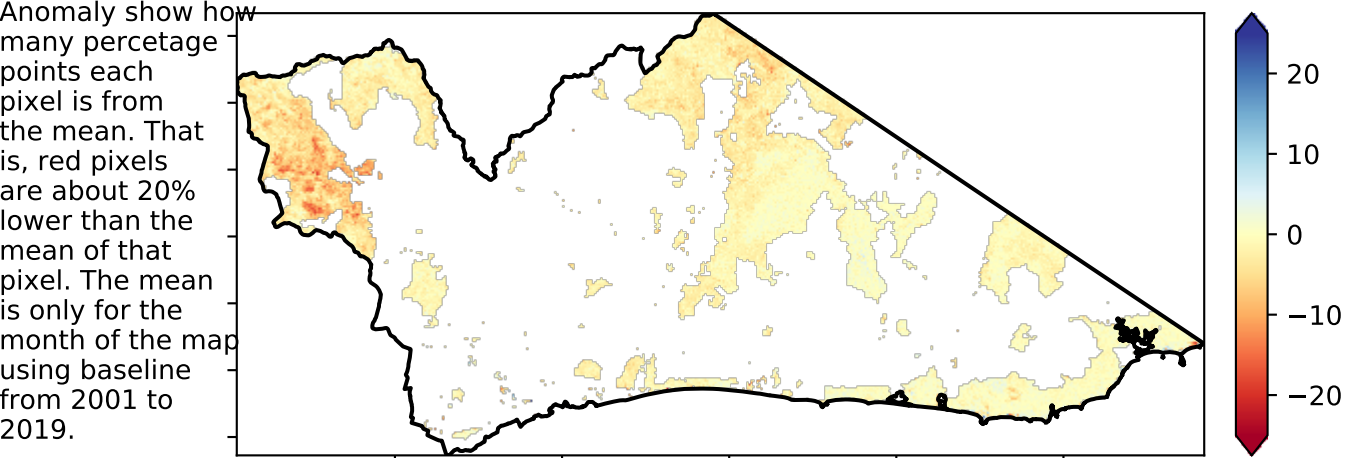 Anomaly show how
many percetage
points each
pixel is from
the mean. That
is, red pixels
are about 20%
lower than the
mean of that
pixel. The mean
is only for the
month of the map
using baseline
from 2001 to
2019.
20
10
0
−10
−20